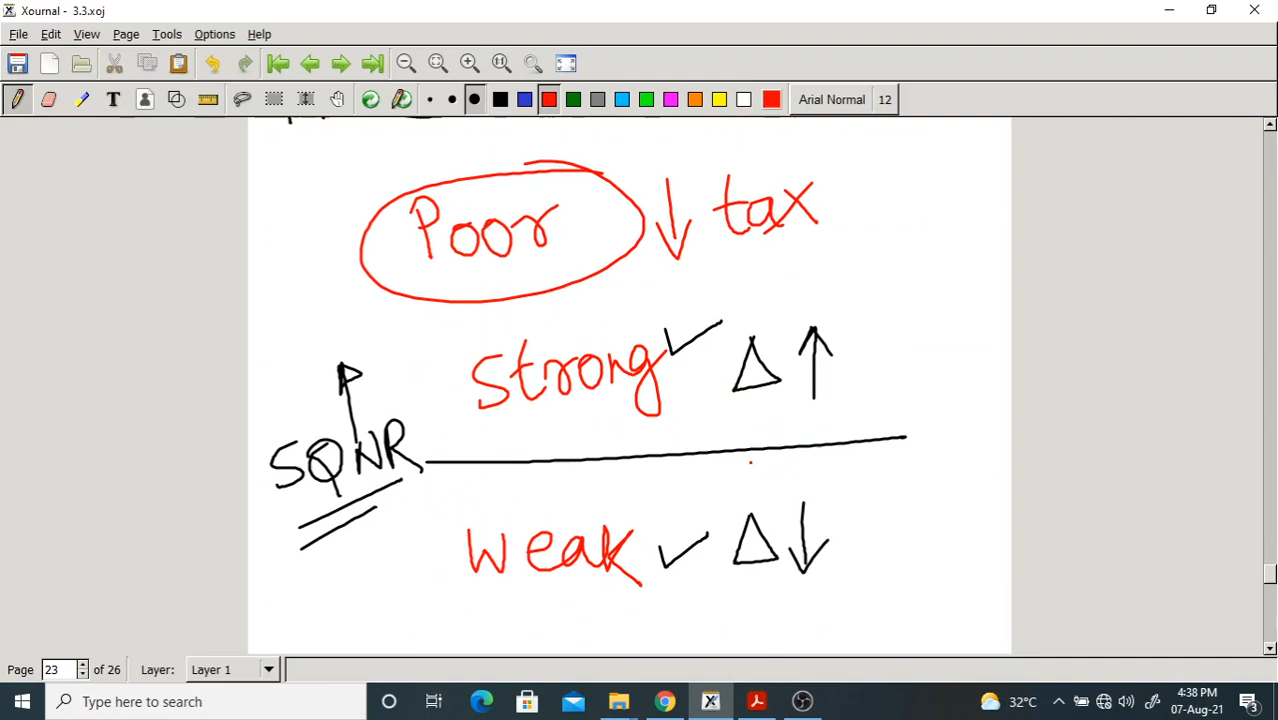 Xournal - 3.3.xoj
File Edit View Page Tools Options Help
T Arial Normal 12
Poor ↓ tax
Strong ✓ Δ ↑
SQNR
Weak ✓ Δ ↓
Page 23 of 26 Layer: Layer 1
Type here to search
32°C
4:38 PM
07-Aug-21
3